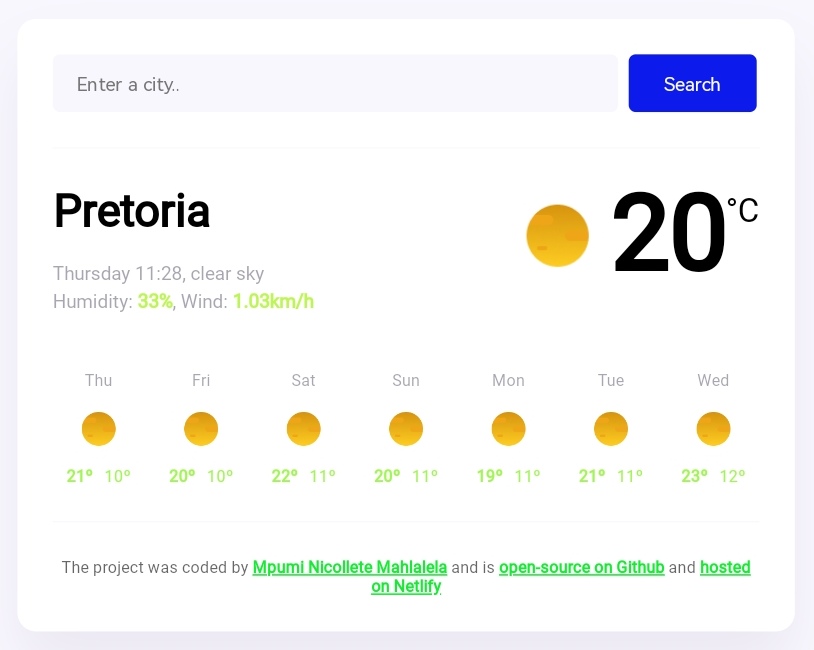 Enter a city..
Search
Pretoria
20°C
Thursday 11:28, clear sky
Humidity: 33%, Wind: 1.03km/h
Thu Fri Sat Sun Mon Tue Wed
21° 10° 20° 10° 22° 11° 20° 11° 19° 11° 21° 11° 23° 12°
The project was coded by Mpumi Nicollete Mahlalela and is open-source on Github and hosted
on Netlify